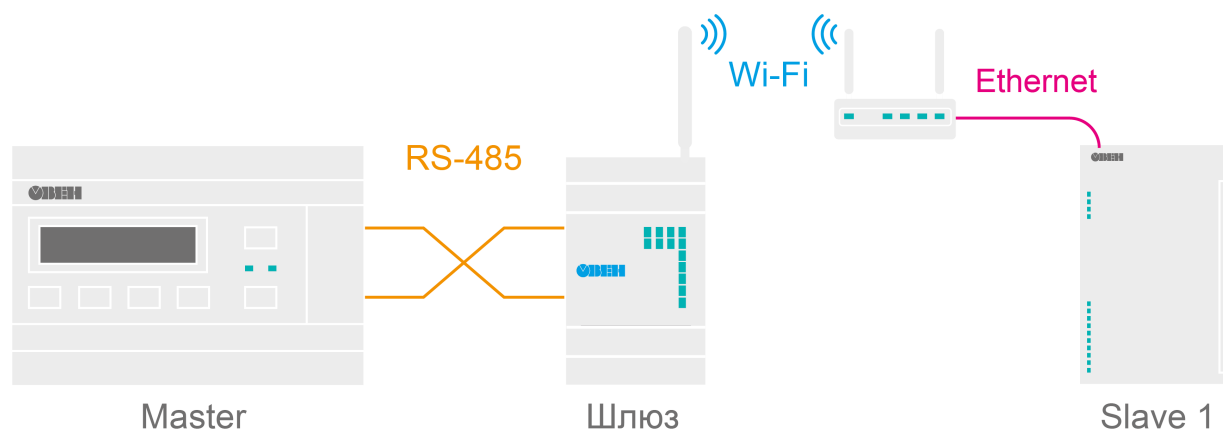 Wi-Fi
Ethernet
RS-485
ОВЕН
ОВЕН
ОВЕН
Master
Шлюз
Slave 1